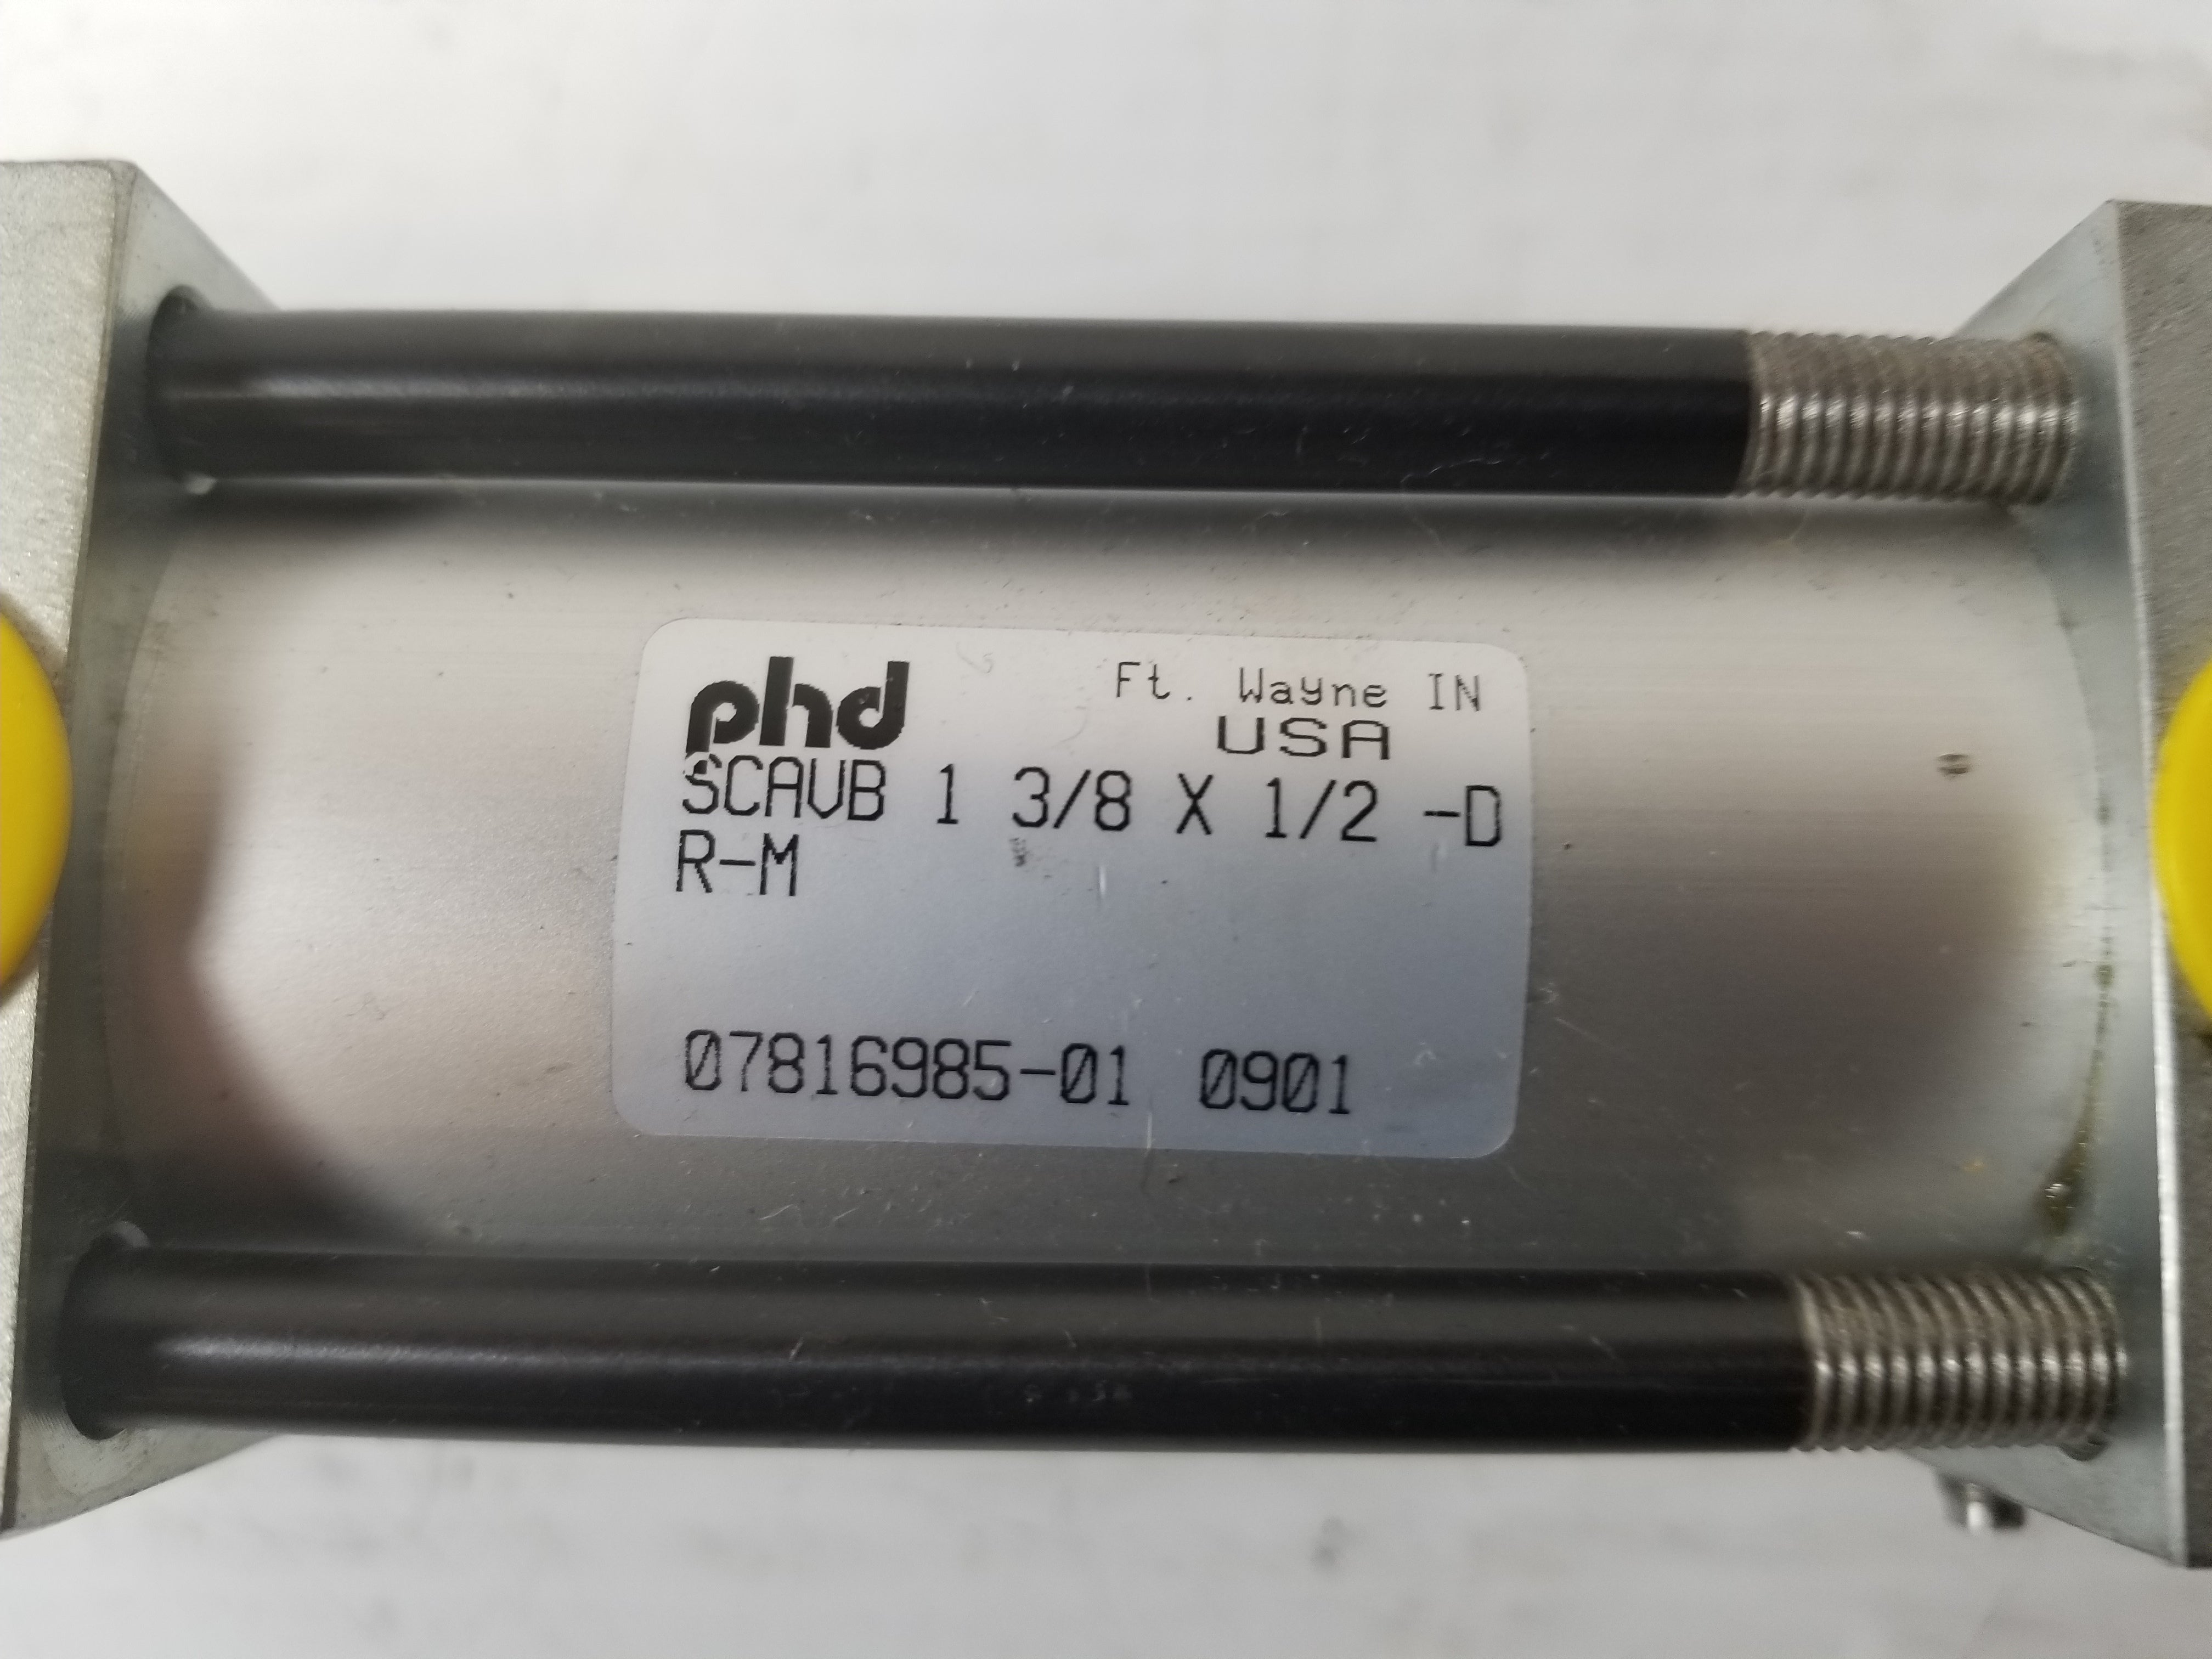 phd
Ft. Wayne IN
USA
SCAVB 1 3/8 X 1/2 -D
R-M
07816985-01 0901